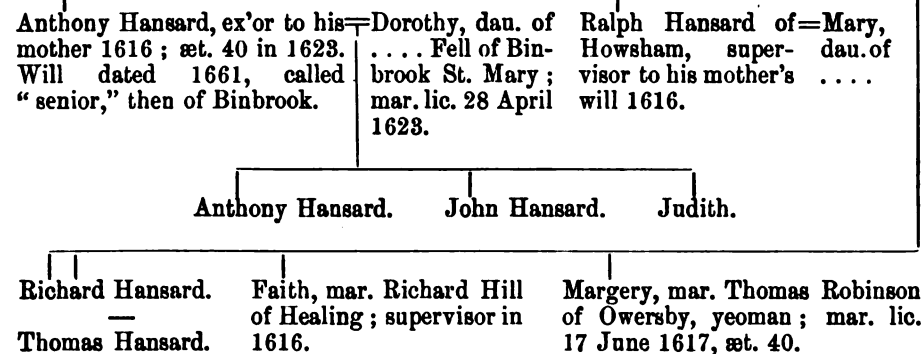 Anthony Hansard, ex'or to his=Dorothy, dau. of
mother 1616 ; æt. 40 in 1623.
Will dated 1661, called
"senior," then of Binbrook.
.... Fell of Bin-
brook St. Mary ;
mar. lic. 28 April
1623.
Ralph Hansard of=Mary,
Howsham, super-
visor to his mother's
will 1616.
dau. of
....
Anthony Hansard. John Hansard. Judith.
Richard Hansard.
—
Thomas Hansard.
Faith, mar. Richard Hill
of Healing ; supervisor in
1616.
Margery, mar. Thomas Robinson
of Owersby, yeoman ; mar. lic.
17 June 1617, æt. 40.